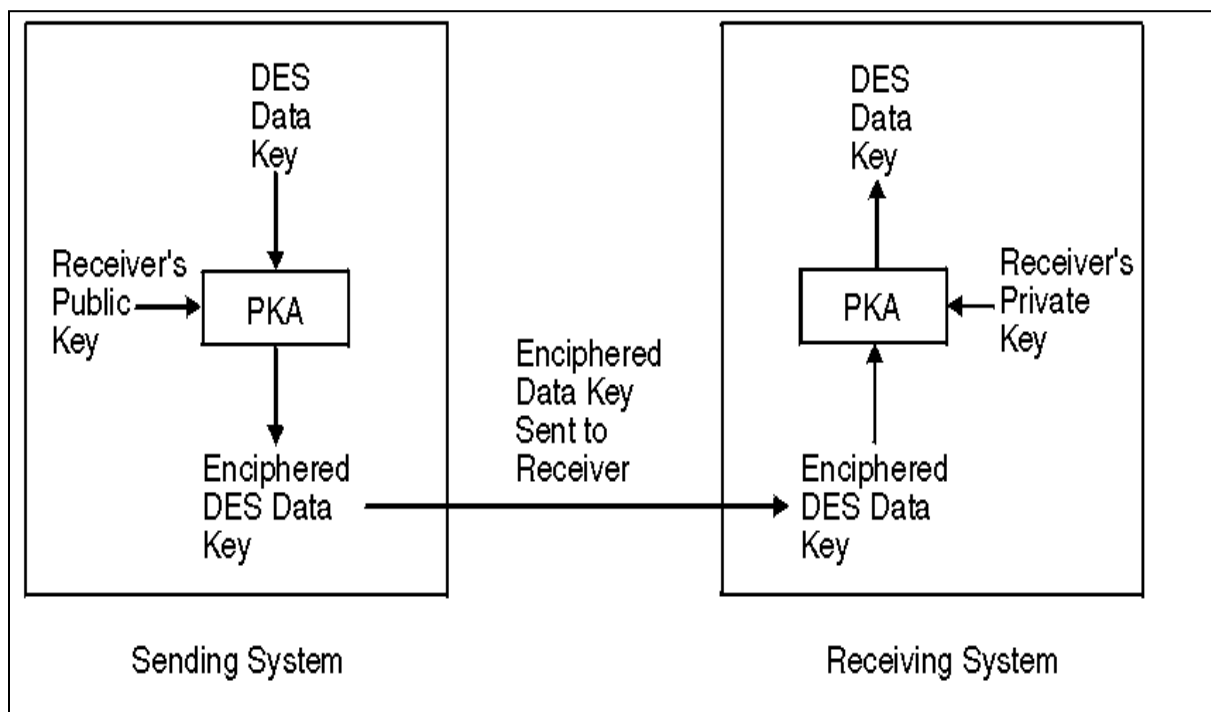 DES
Data
Key
Receiver's
Public
Key
PKA
Enciphered
DES Data
Key
Enciphered
Data Key
Sent to
Receiver
DES
Data
Key
PKA
Receiver's
Private
Key
Enciphered
DES Data
Key
Sending System
Receiving System